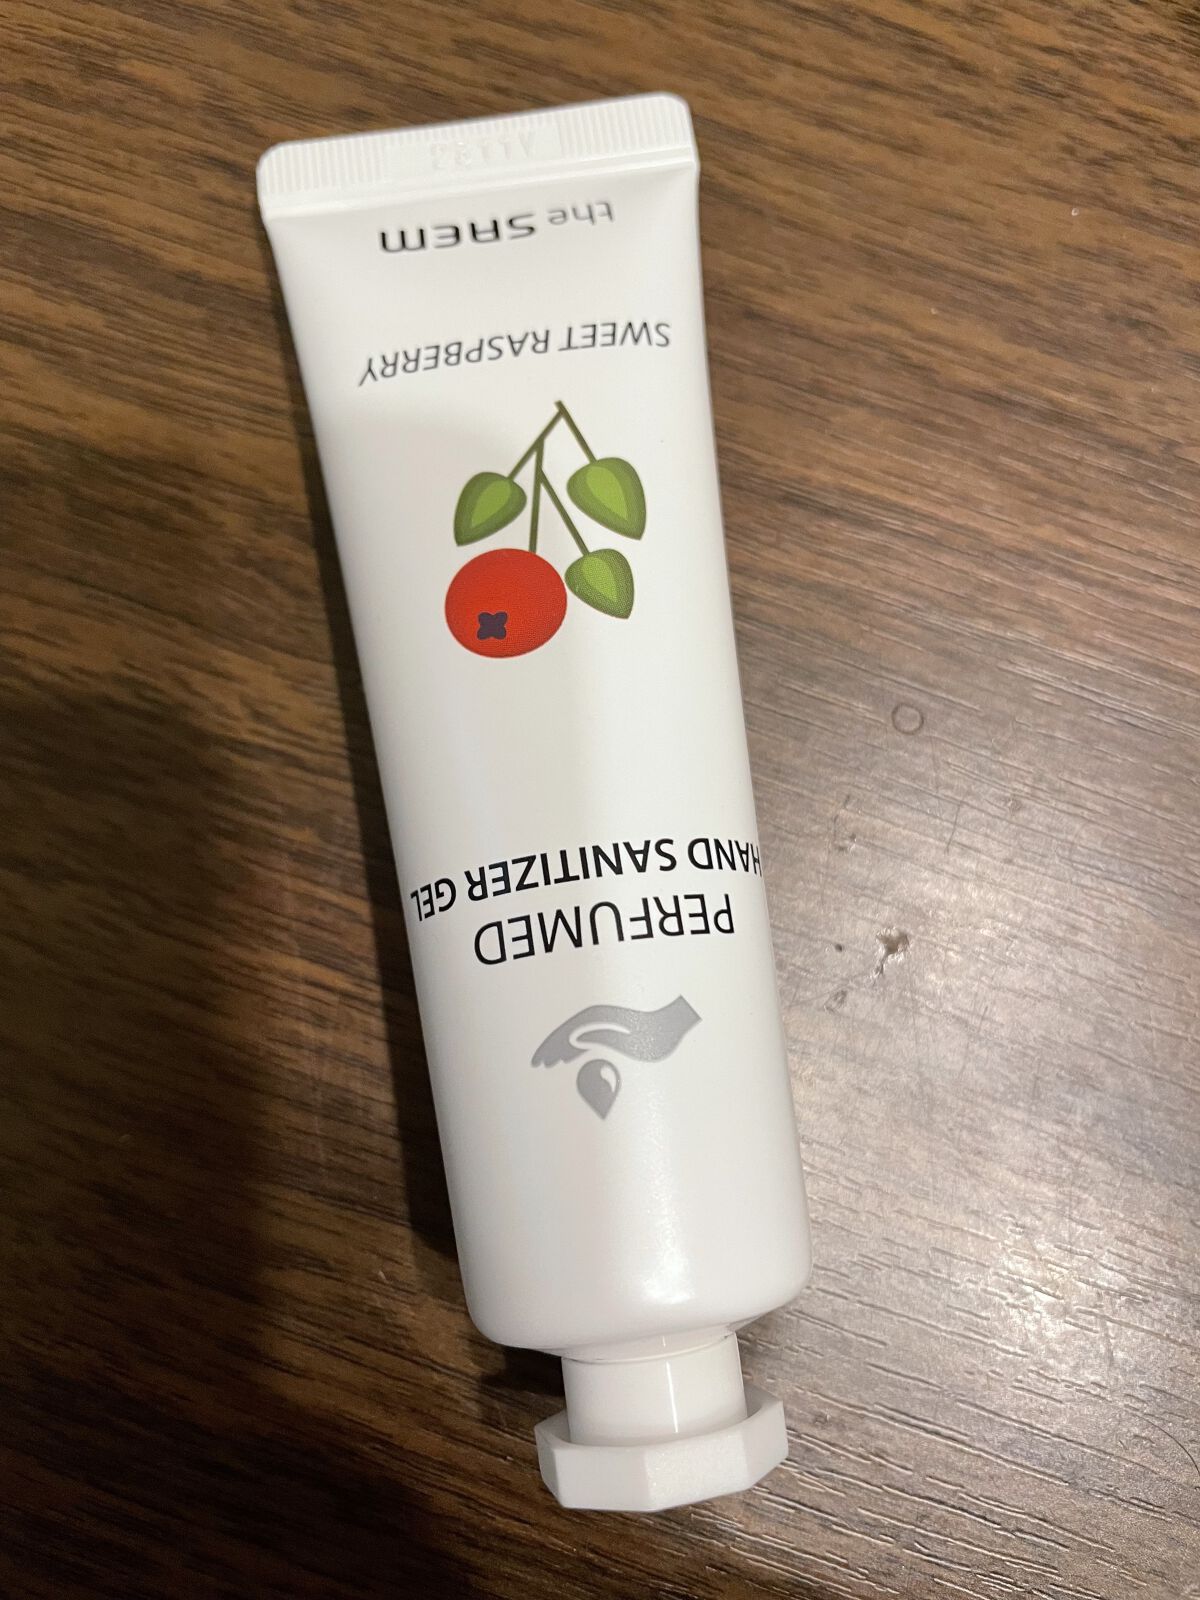 PERFUMED
HAND SANITIZER GEL
SWEET RASPBERRY
the SAEM